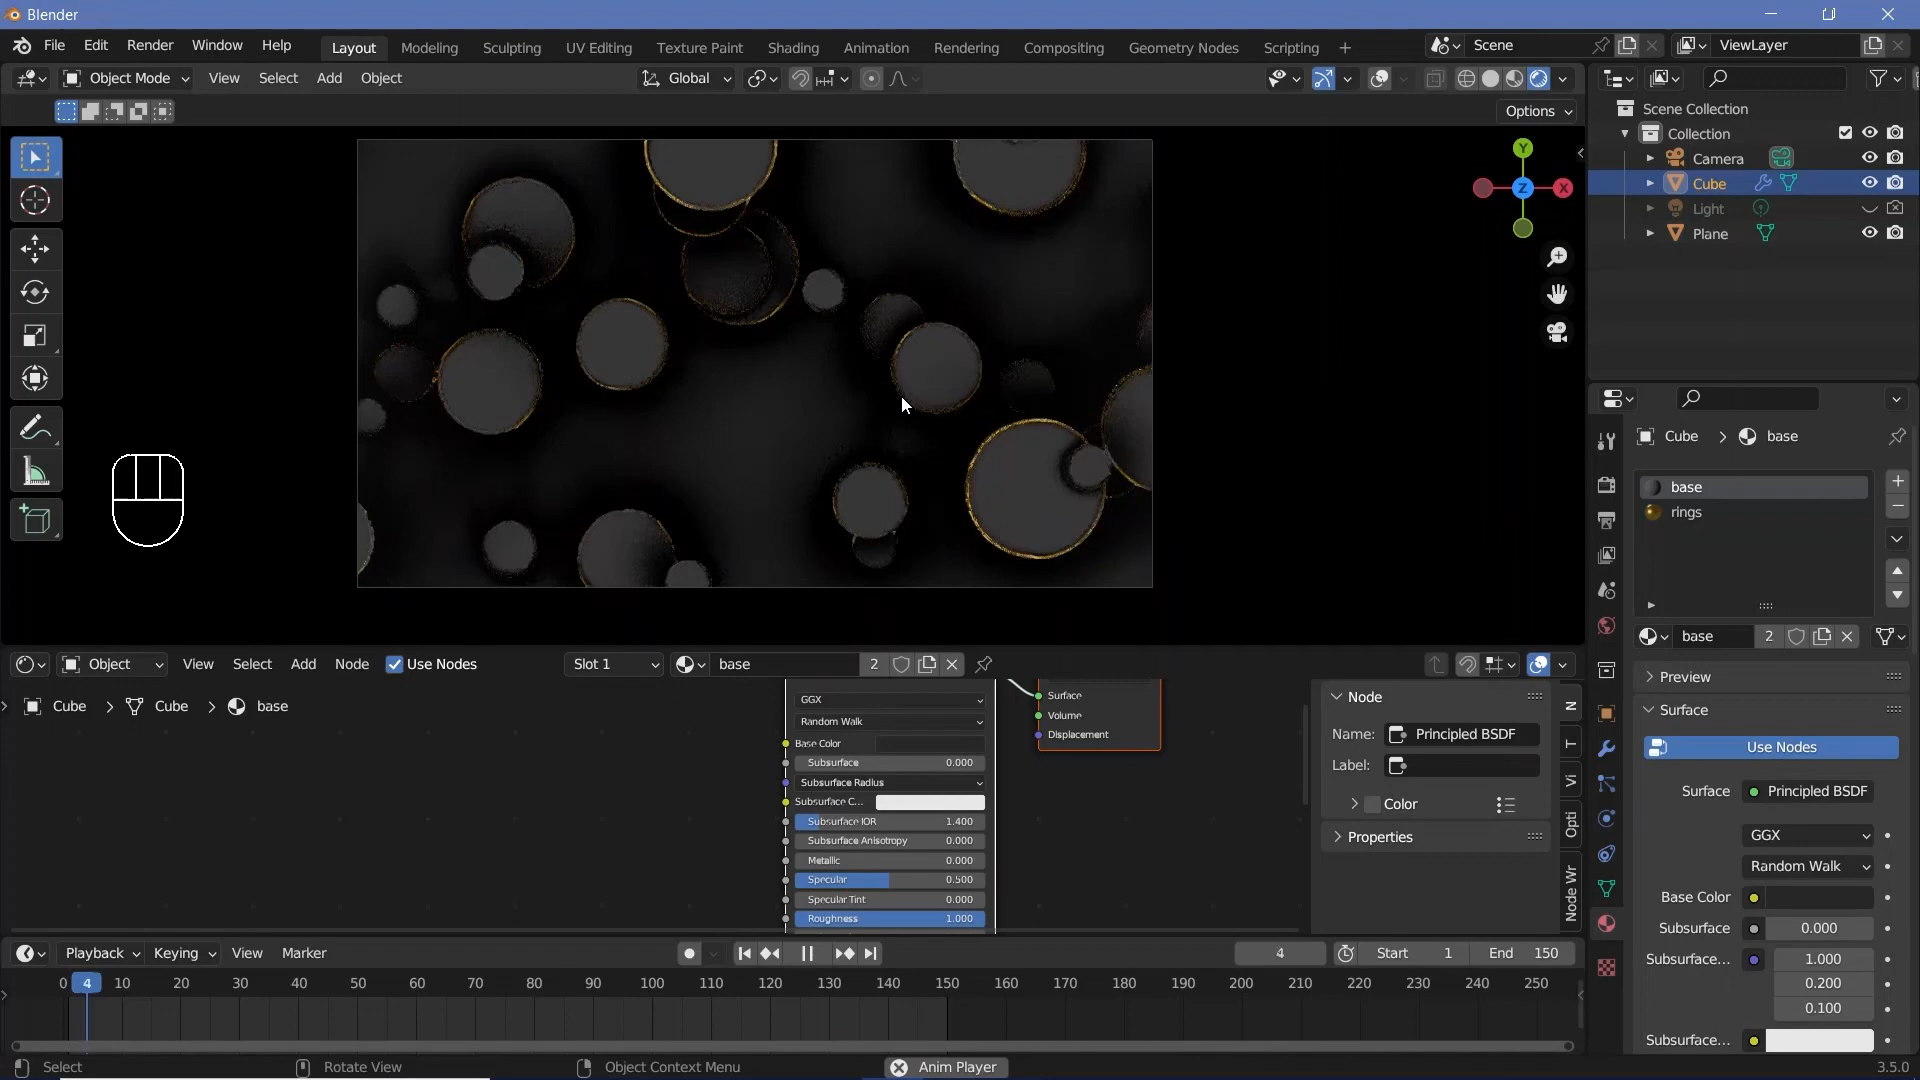 Blender
File Edit Render Window Help Layout Modeling Sculpting UV Editing Texture Paint Shading Animation Rendering Compositing Geometry Nodes Scripting + Scene ViewLayer
Object Mode View Select Add Object Global
Options
Y
X
Z
Scene Collection
Collection
Camera
Cube
Light
Plane
Cube > base
base
rings
base 2
Preview
Surface
Use Nodes
Surface Principled BSDF
GGX
Random Walk
Base Color
Subsurface 0.000
Subsurface... 1.000
0.200
0.100
Subsurface...
Object View Select Add Node Use Nodes Slot 1 base 2
Cube > Cube > base
GGX
Random Walk
Base Color
Subsurface 0.000
Subsurface Radius
Subsurface C...
Subsurface IOR 1.400
Subsurface Anisotropy 0.000
Metallic 0.000
Specular 0.500
Specular Tint 0.000
Roughness 1.000
Surface
Volume
Displacement
Node
Name: Principled BSDF
Label:
Color
Properties
N
T
Vi
Opti
Node Wr
Playback Keying View Marker 4 Start 1 End 150
0 4 10 20 30 40 50 60 70 80 90 100 110 120 130 140 150 160 170 180 190 200 210 220 230 240 250
Select Rotate View Object Context Menu Anim Player 3.5.0